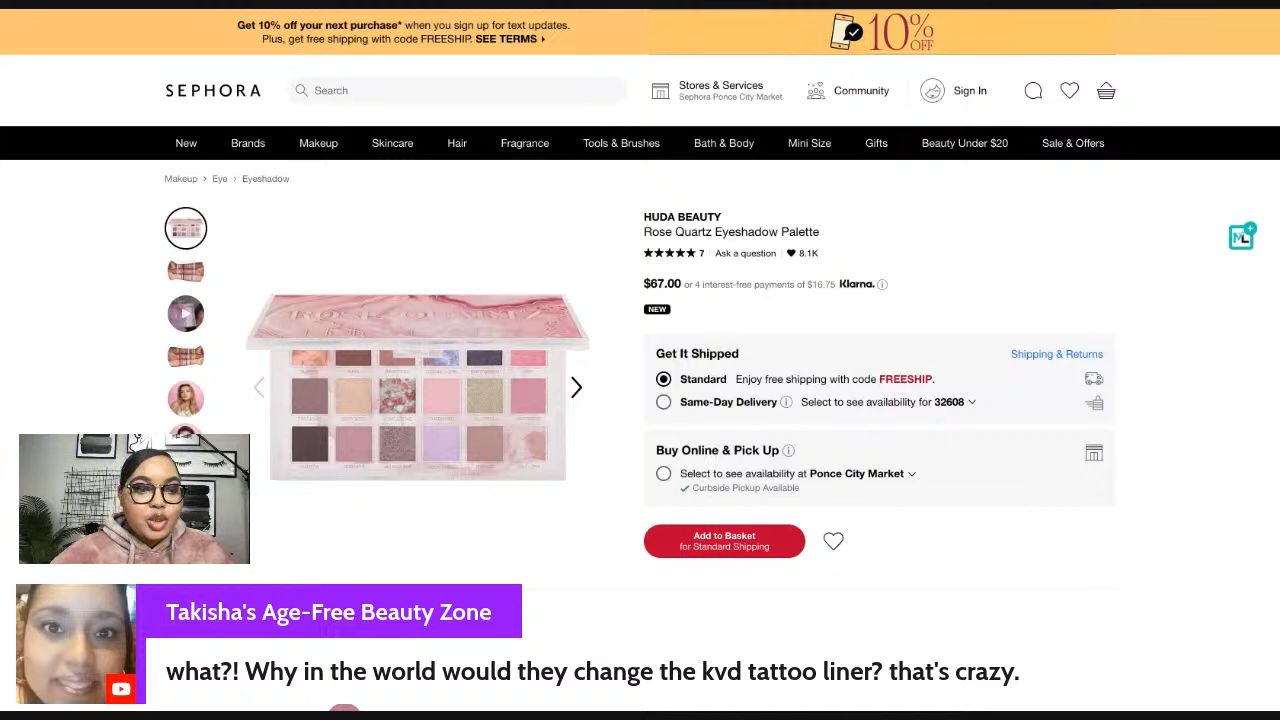 Get 10% off your next purchase* when you sign up for text updates.
Plus, get free shipping with code FREESHIP. SEE TERMS ▸
10% OFF
SEPHORA
Search
Stores & Services
Sephora Ponce City Market
Community
Sign In
New Brands Makeup Skincare Hair Fragrance Tools & Brushes Bath & Body Mini Size Gifts Beauty Under $20 Sale & Offers
Makeup > Eye > Eyeshadow
HUDA BEAUTY
Rose Quartz Eyeshadow Palette
7 Ask a question 8.1K
$67.00 or 4 interest-free payments of $16.75 Klarna.
NEW
Get It Shipped Shipping & Returns
Standard Enjoy free shipping with code FREESHIP.
Same-Day Delivery Select to see availability for 32608
Buy Online & Pick Up
Select to see availability at Ponce City Market
Curbside Pickup Available
Add to Basket
for Standard Shipping
ML
Takisha's Age-Free Beauty Zone
what?! Why in the world would they change the kvd tattoo liner? that's crazy.